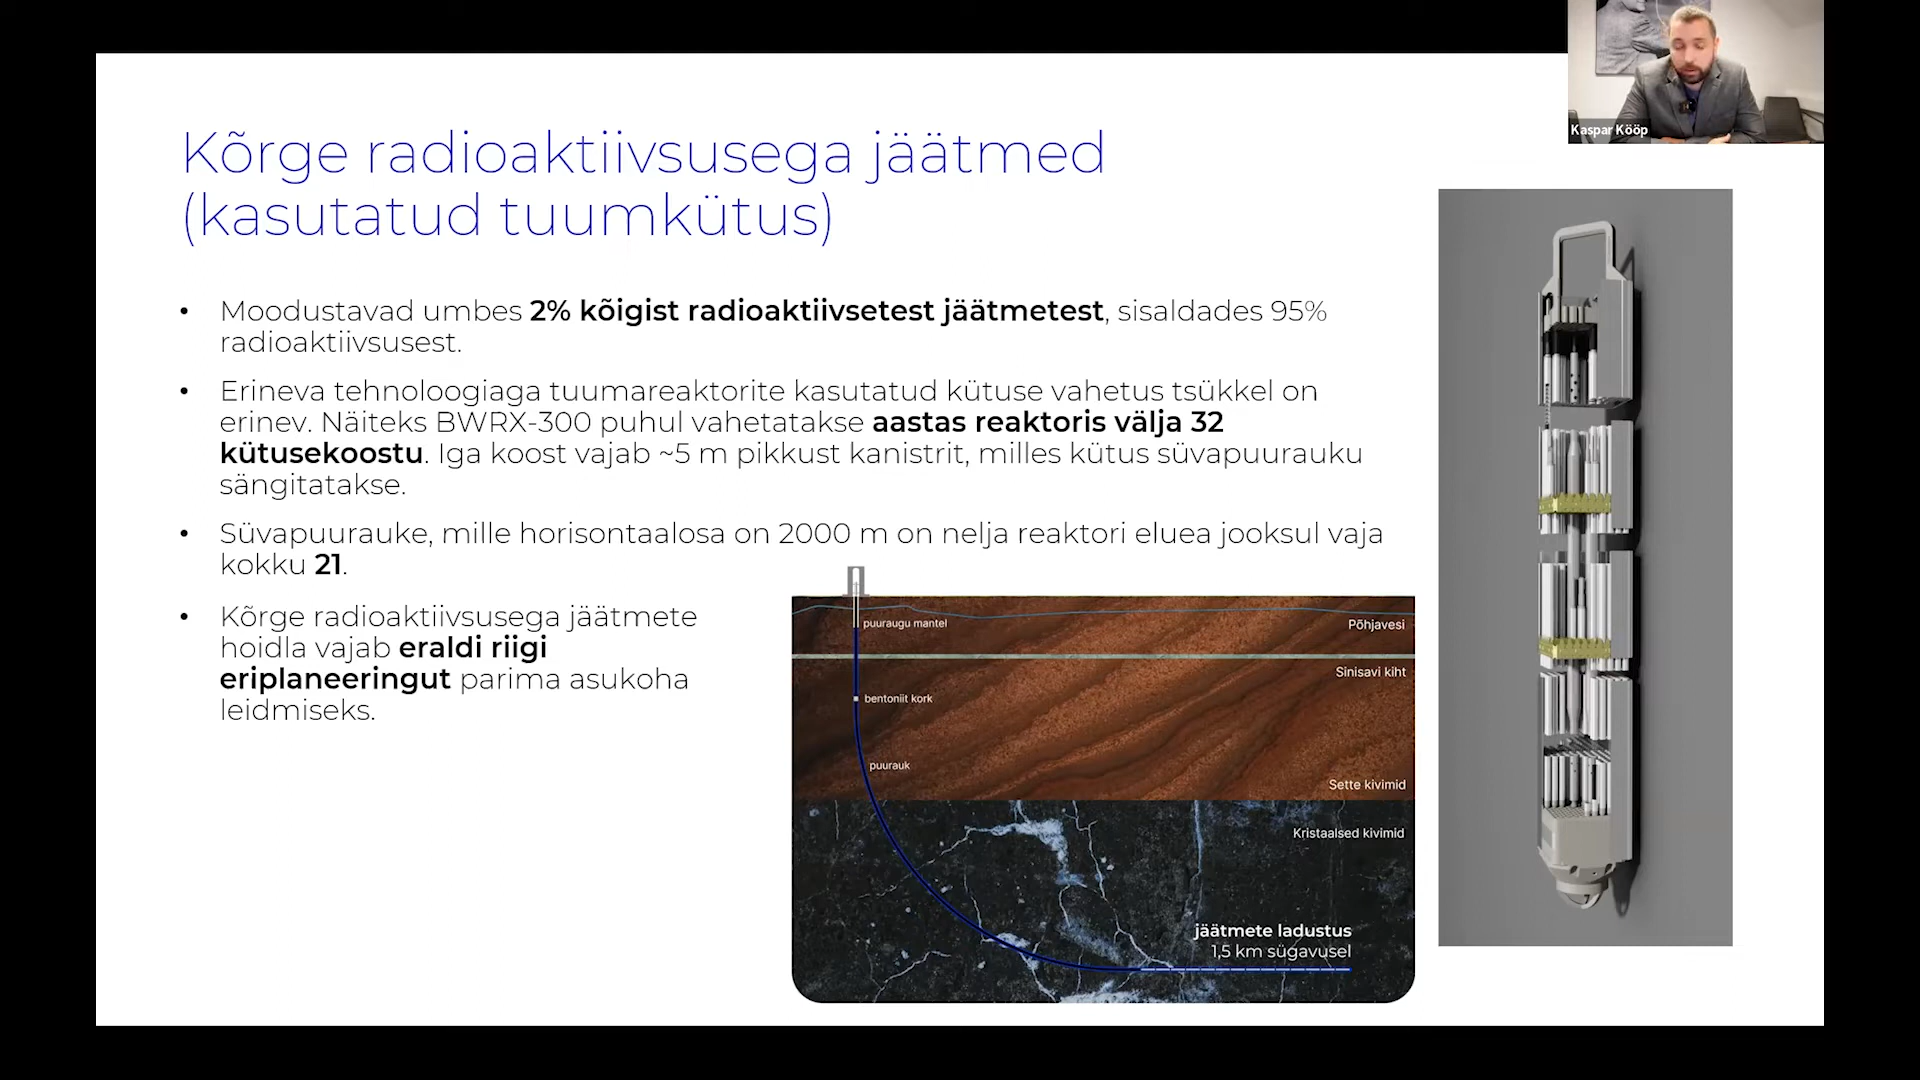 Kaspar Kööp
Kõrge radioaktiivsusega jäätmed
(kasutatud tuumkütus)
• Moodustavad umbes 2% kõigist radioaktiivsetest jäätmetest, sisaldades 95%
radioaktiivsusest.
• Erineva tehnoloogiaga tuumareaktorite kasutatud kütuse vahetus tsükkel on
erinev. Näiteks BWRX-300 puhul vahetatakse aastas reaktoris välja 32
kütusekoostu. Iga koost vajab ~5 m pikkust kanistrit, milles kütus süvapuurauku
sängitatakse.
• Süvapuurauke, mille horisontaalosa on 2000 m on nelja reaktori eluea jooksul vaja
kokku 21.
• Kõrge radioaktiivsusega jäätmete
hoidla vajab eraldi riigi
eriplaneeringut parima asukoha
leidmiseks.
puuraugu mantel
Põhjavesi
Sinisavi kiht
bentoniit kork
puurauk
Sette kivimid
Kristaalsed kivimid
jäätmete ladustus
1,5 km sügavusel